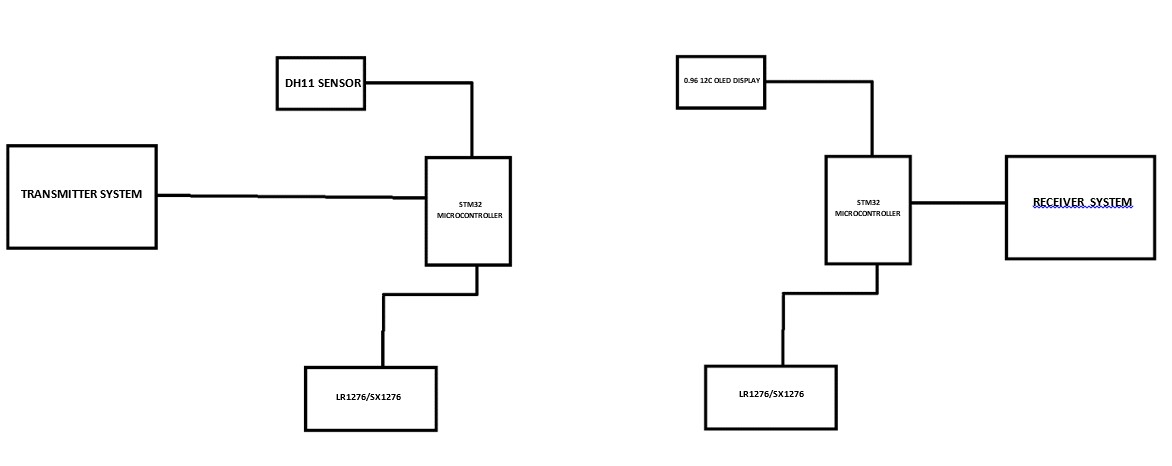 DH11 SENSOR
TRANSMITTER SYSTEM
STM32
MICROCONTROLLER
LR1276/SX1276
0.96 12C OLED DISPLAY
STM32
MICROCONTROLLER
RECEIVER SYSTEM
LR1276/SX1276